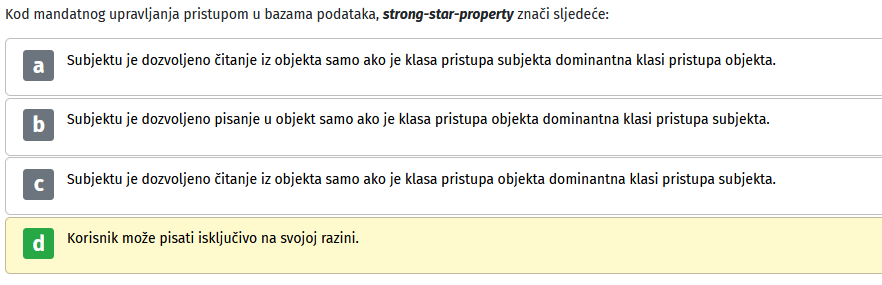 Kod mandatnog upravljanja pristupom u bazama podataka, strong-star-property znači sljedeće:
a Subjektu je dozvoljeno čitanje iz objekta samo ako je klasa pristupa subjekta dominantna klasi pristupa objekta.
b Subjektu je dozvoljeno pisanje u objekt samo ako je klasa pristupa objekta dominantna klasi pristupa subjekta.
c Subjektu je dozvoljeno čitanje iz objekta samo ako je klasa pristupa objekta dominantna klasi pristupa subjekta.
d Korisnik može pisati isključivo na svojoj razini.